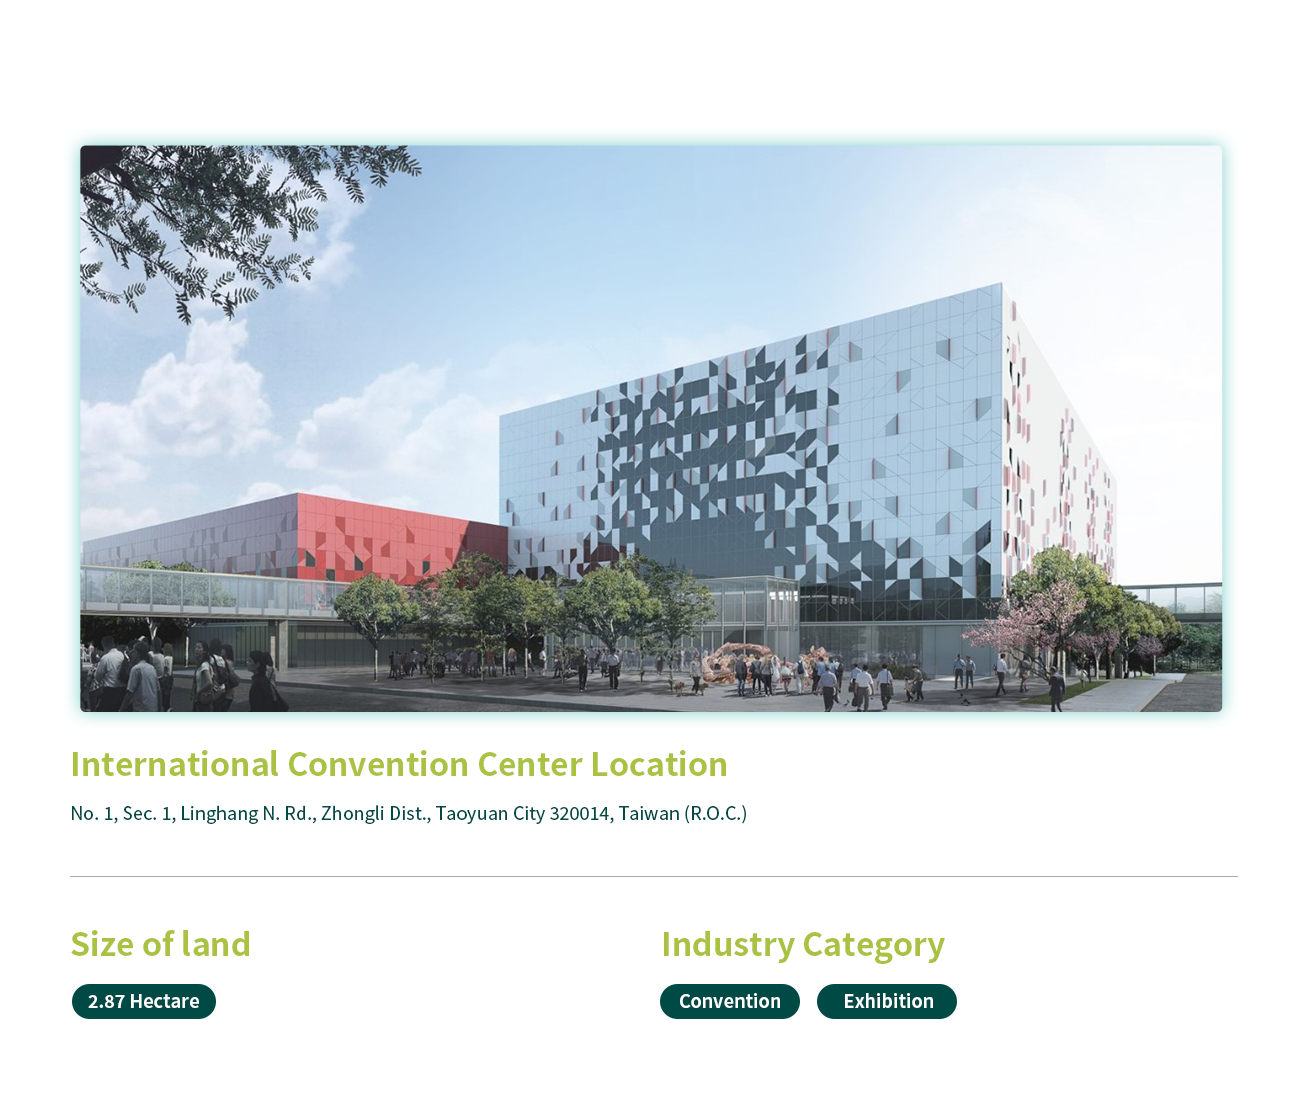 International Convention Center Location
No. 1, Sec. 1, Linghang N. Rd., Zhongli Dist., Taoyuan City 320014, Taiwan (R.O.C.)
Size of land
Industry Category
2.87 Hectare
Convention
Exhibition